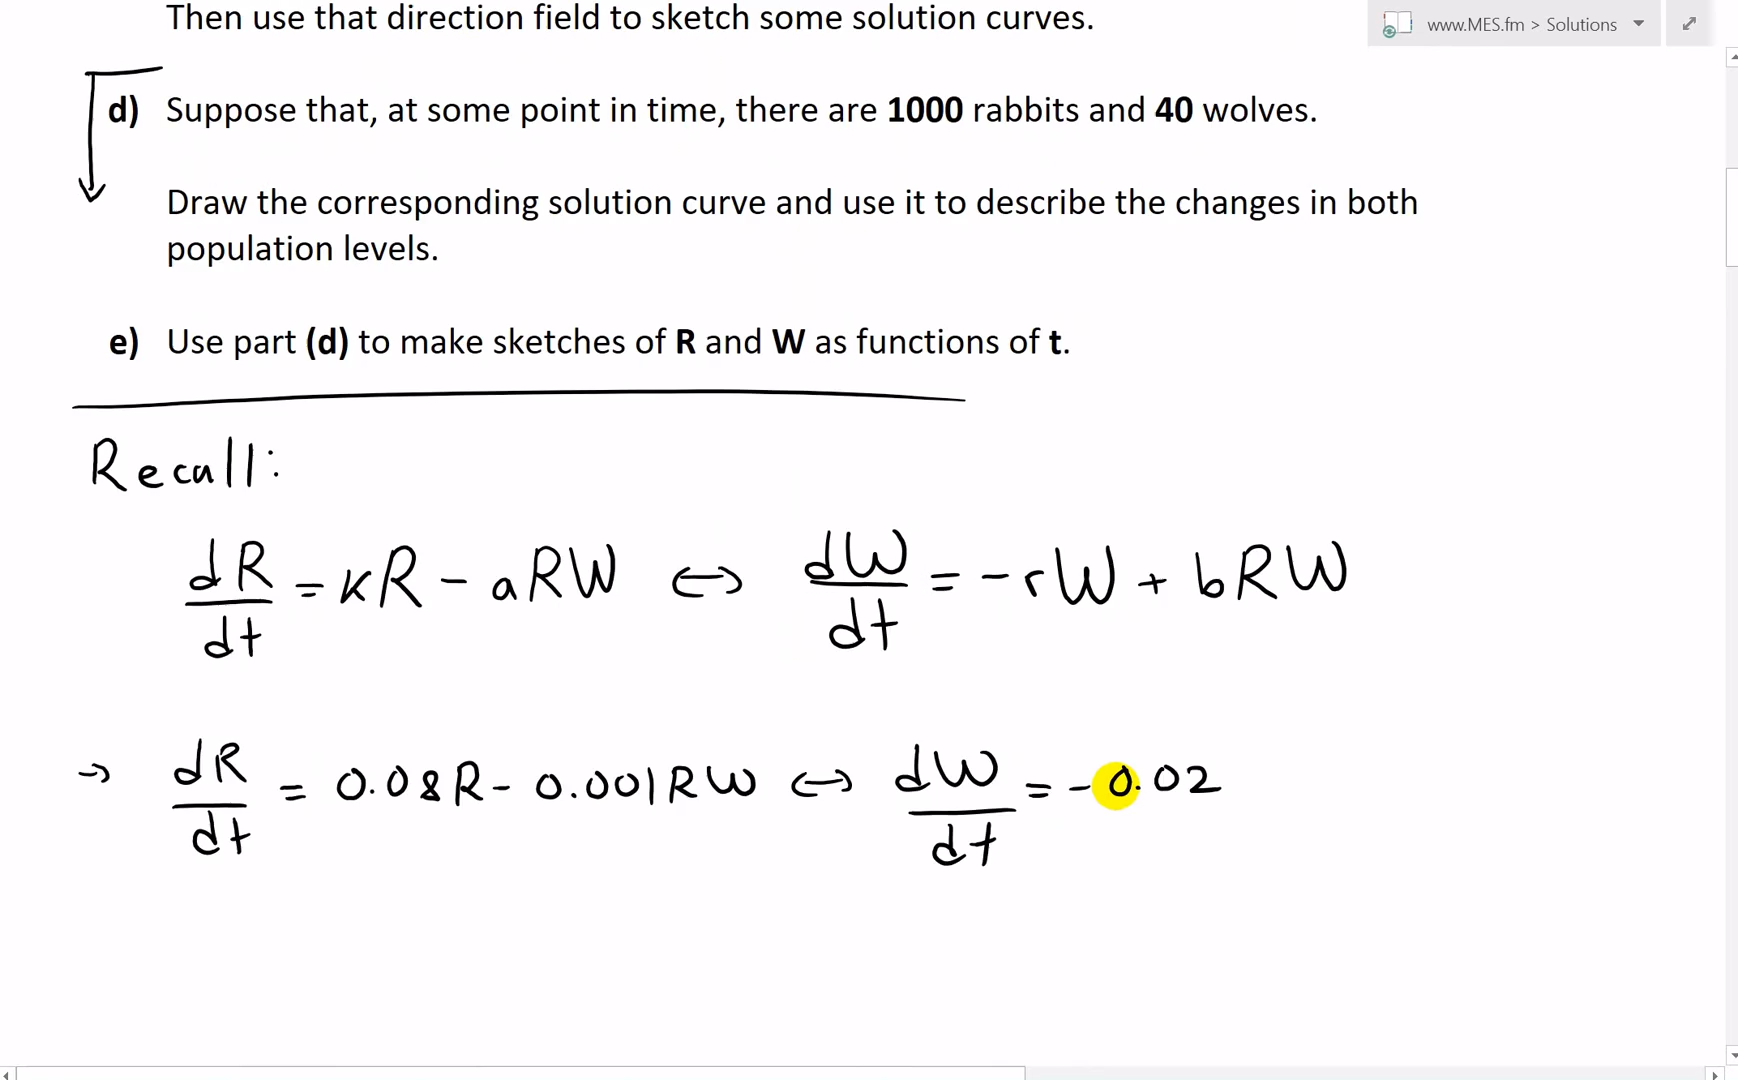 Then use that direction field to sketch some solution curves.
www.MES.fm > Solutions
d) Suppose that, at some point in time, there are 1000 rabbits and 40 wolves.
Draw the corresponding solution curve and use it to describe the changes in both
population levels.
e) Use part (d) to make sketches of R and W as functions of t.
Recall:
dR/dt = kR - aRW ↔ dW/dt = -rW + bRW
→ dR/dt = 0.08R - 0.001RW ↔ dW/dt = -0.02